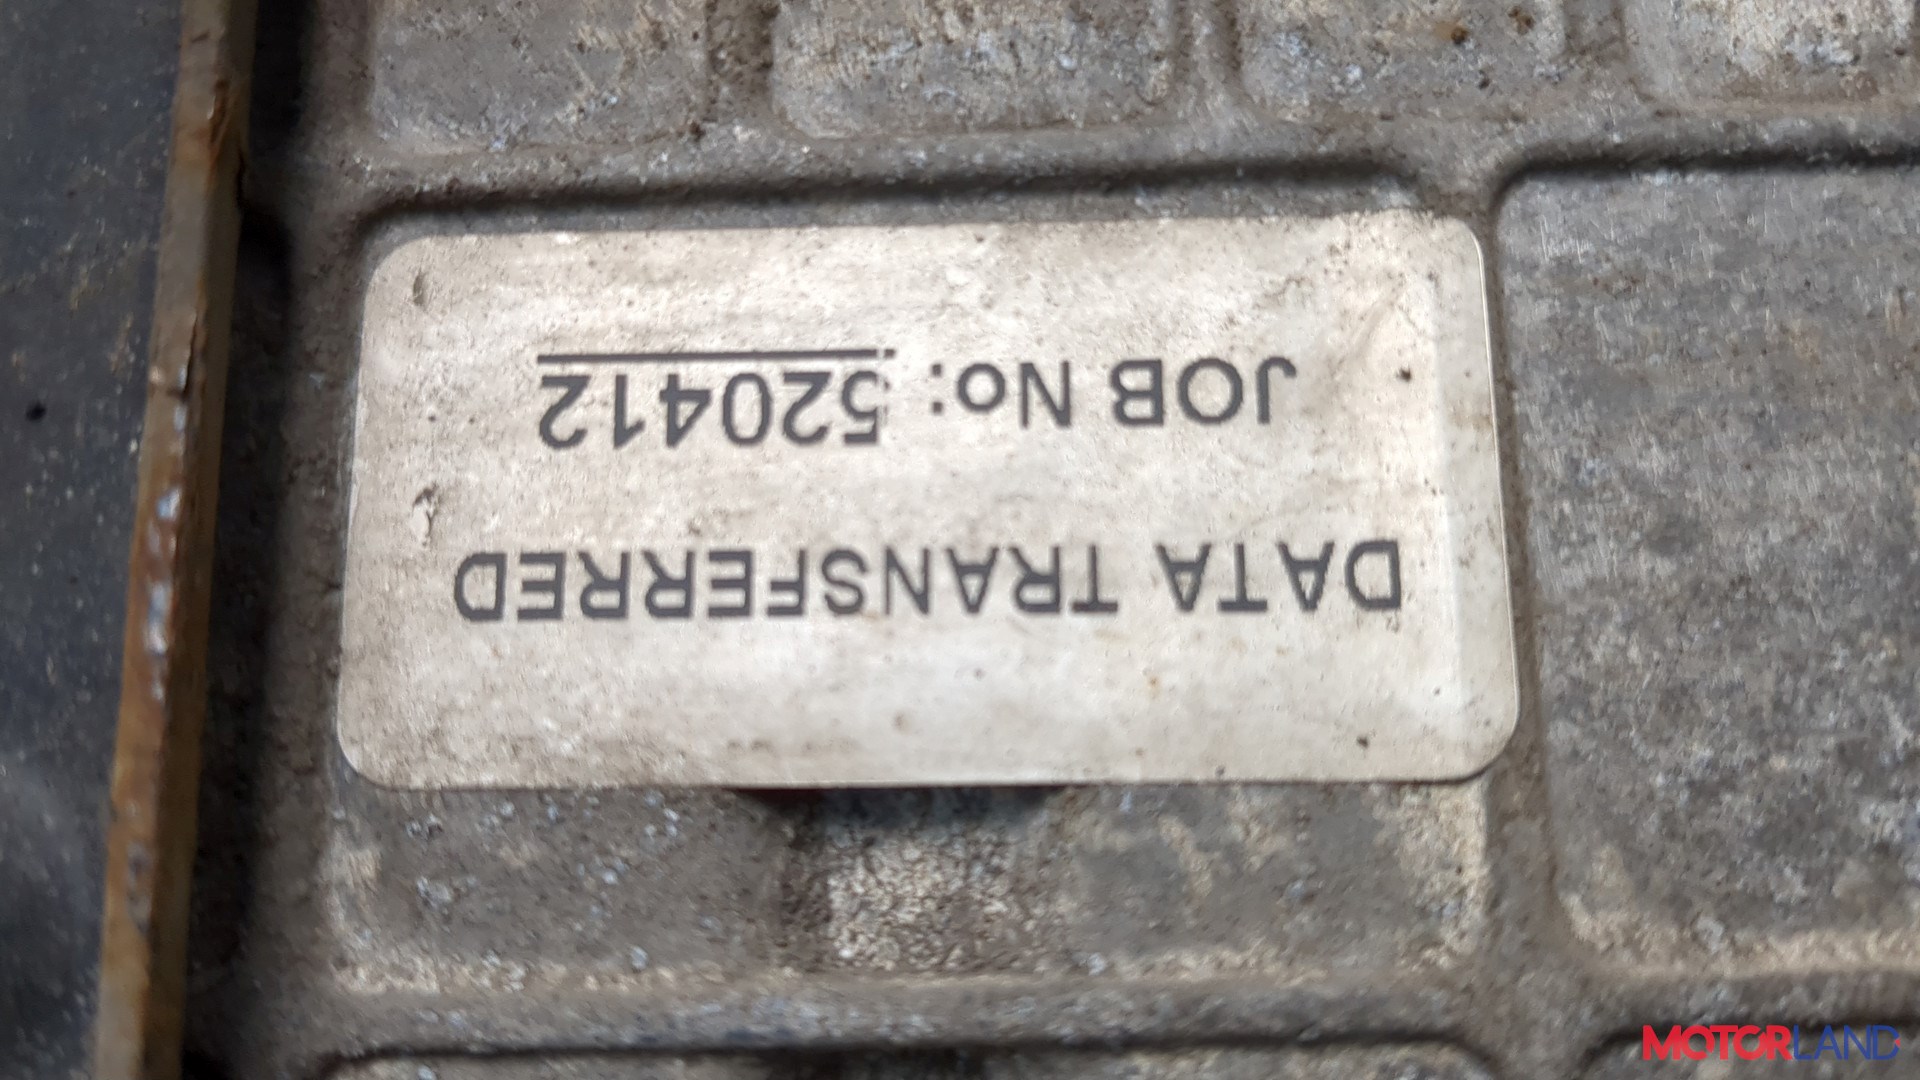 DATA TRANSFERRED
JOB No: 520412
MOTORLAND